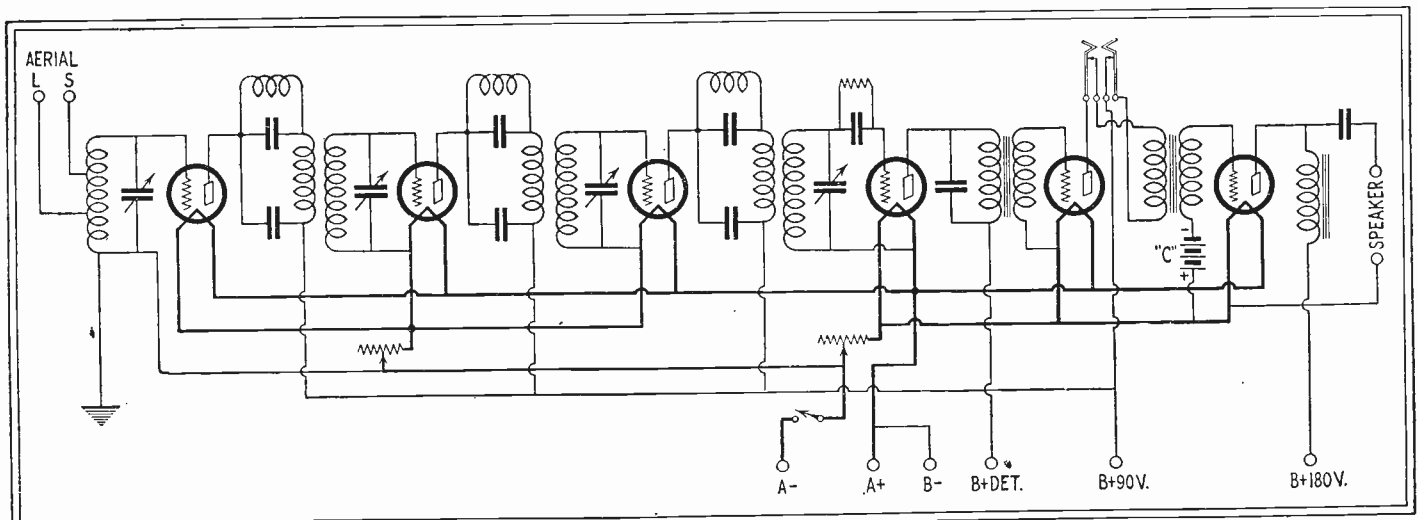 AERIAL
L S
"C"
-
+
SPEAKER
A- A+ B- B+DET. B+90V. B+180V.